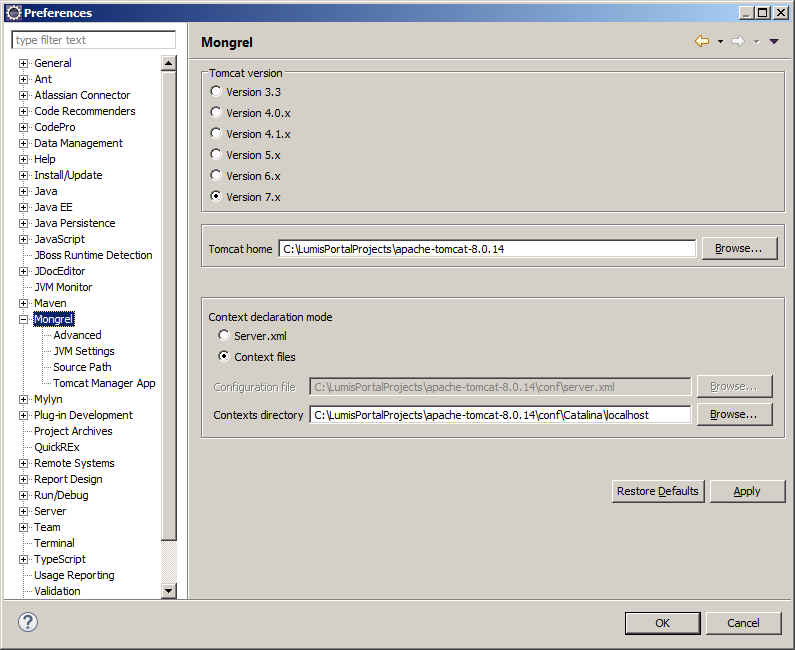 Preferences
type filter text
General
Ant
Atlassian Connector
Code Recommenders
CodePro
Data Management
Help
Install/Update
Java
Java EE
Java Persistence
JavaScript
JBoss Runtime Detection
JDocEditor
JVM Monitor
Maven
Mongrel
Advanced
JVM Settings
Source Path
Tomcat Manager App
Mylyn
Plug-in Development
Project Archives
QuickREx
Remote Systems
Report Design
Run/Debug
Server
Team
Terminal
TypeScript
Usage Reporting
Validation
Mongrel
Tomcat version
Version 3.3
Version 4.0.x
Version 4.1.x
Version 5.x
Version 6.x
Version 7.x
Tomcat home C:\LumisPortalProjects\apache-tomcat-8.0.14 Browse...
Context declaration mode
Server.xml
Context files
Configuration file C:\LumisPortalProjects\apache-tomcat-8.0.14\conf\server.xml Browse...
Contexts directory C:\LumisPortalProjects\apache-tomcat-8.0.14\conf\Catalina\localhost Browse...
Restore Defaults Apply
? OK Cancel